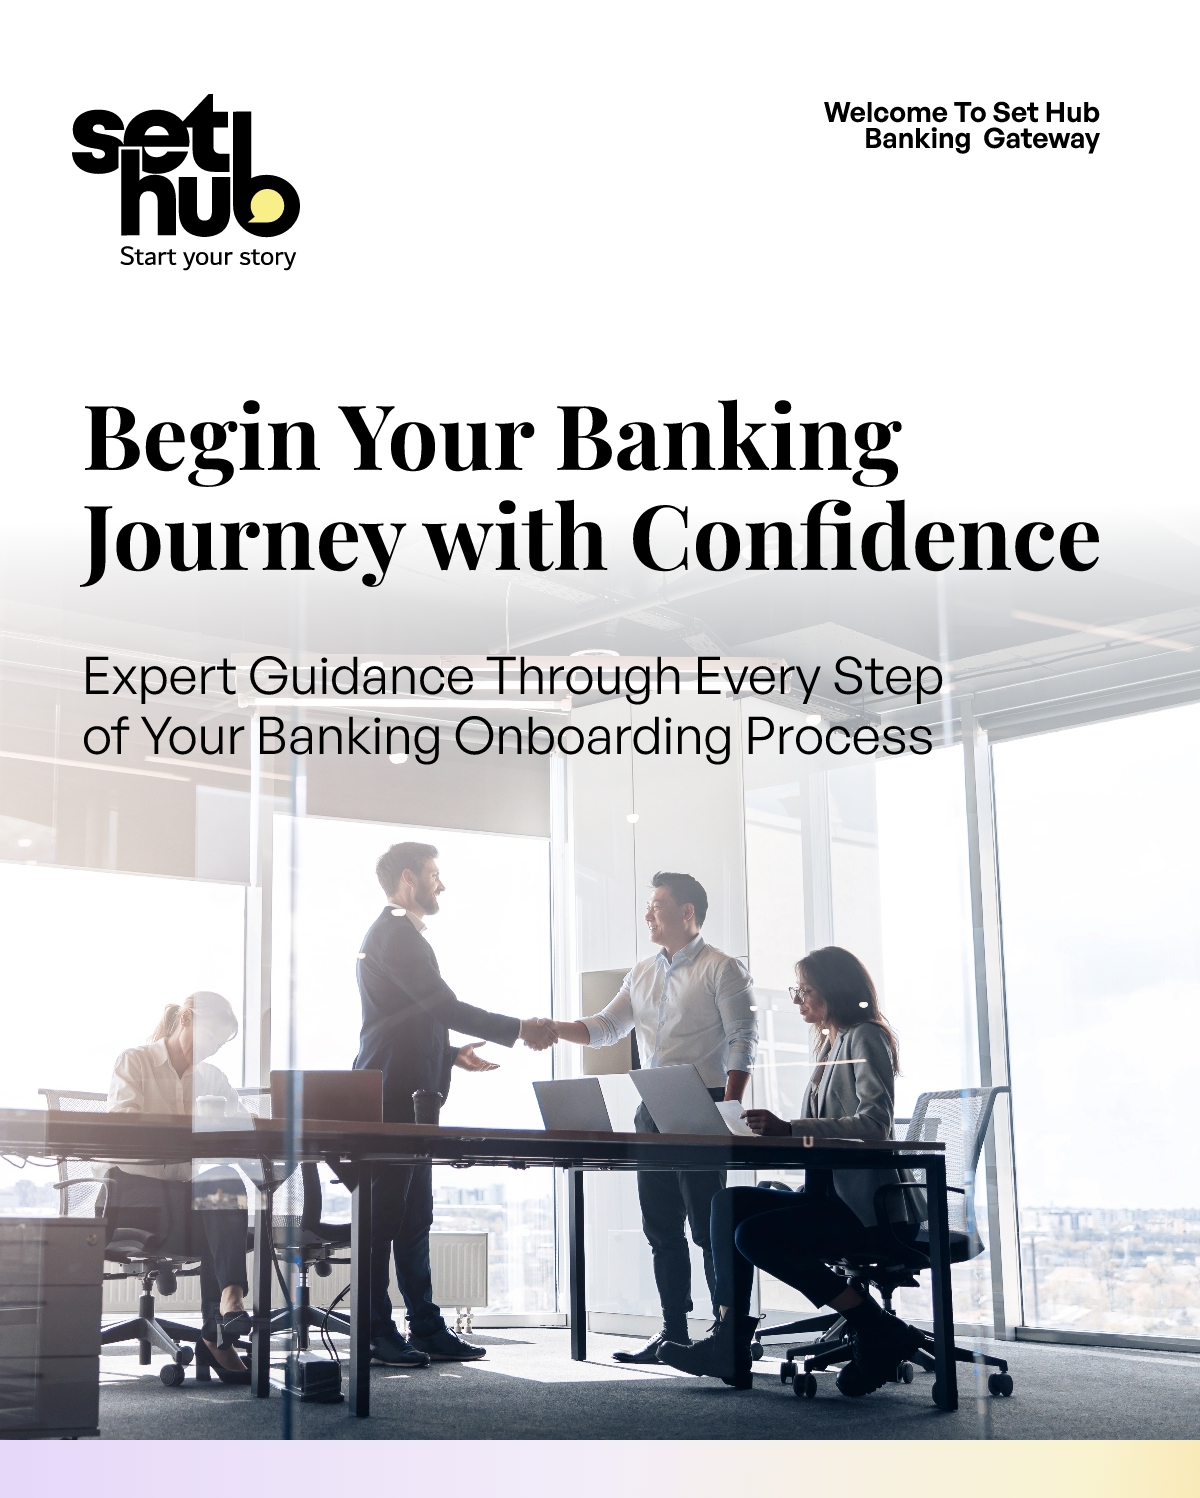 set
hub
Start your story
Welcome To Set Hub
Banking Gateway
Begin Your Banking
Journey with Confidence
Expert Guidance Through Every Step
of Your Banking Onboarding Process